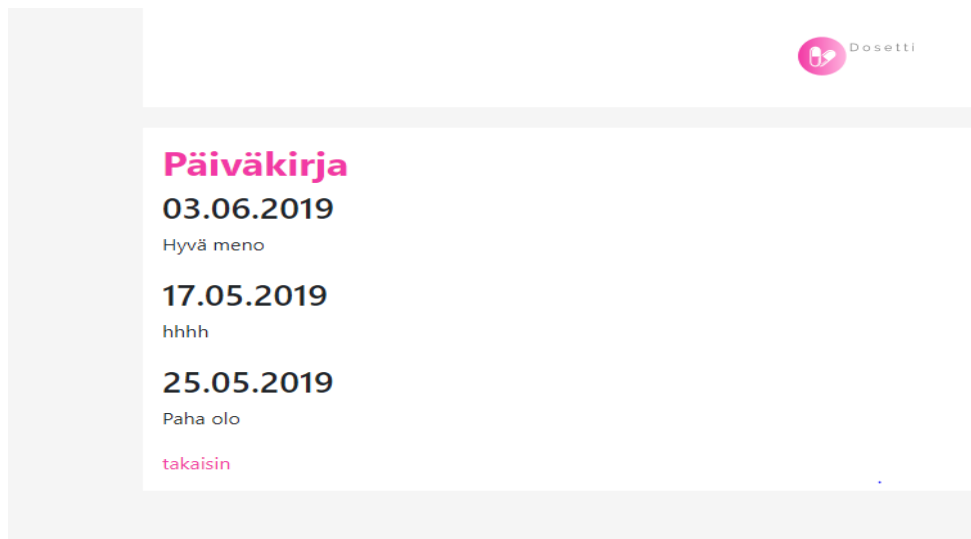 Dosetti
Päiväkirja
03.06.2019
Hyvä meno
17.05.2019
hhhh
25.05.2019
Paha olo
takaisin